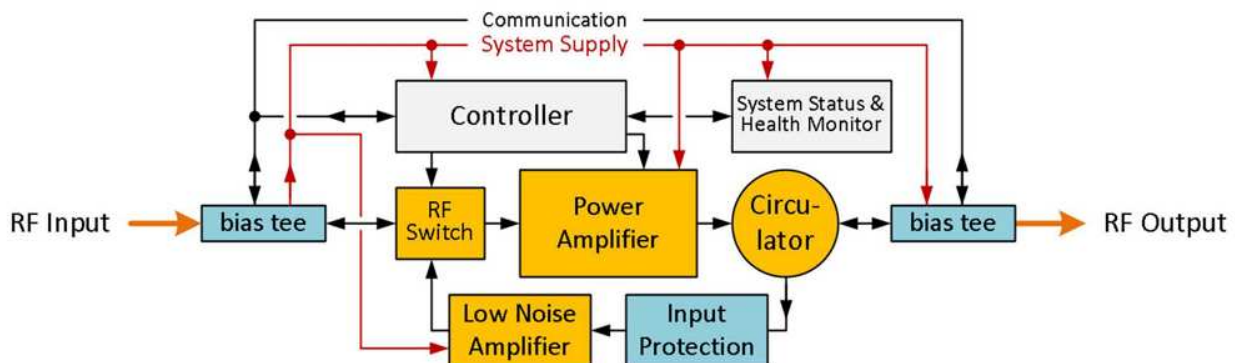 Communication
System Supply
Controller
System Status &
Health Monitor
RF Input
bias tee
RF
Switch
Power
Amplifier
Circu-
lator
bias tee
RF Output
Low Noise
Amplifier
Input
Protection